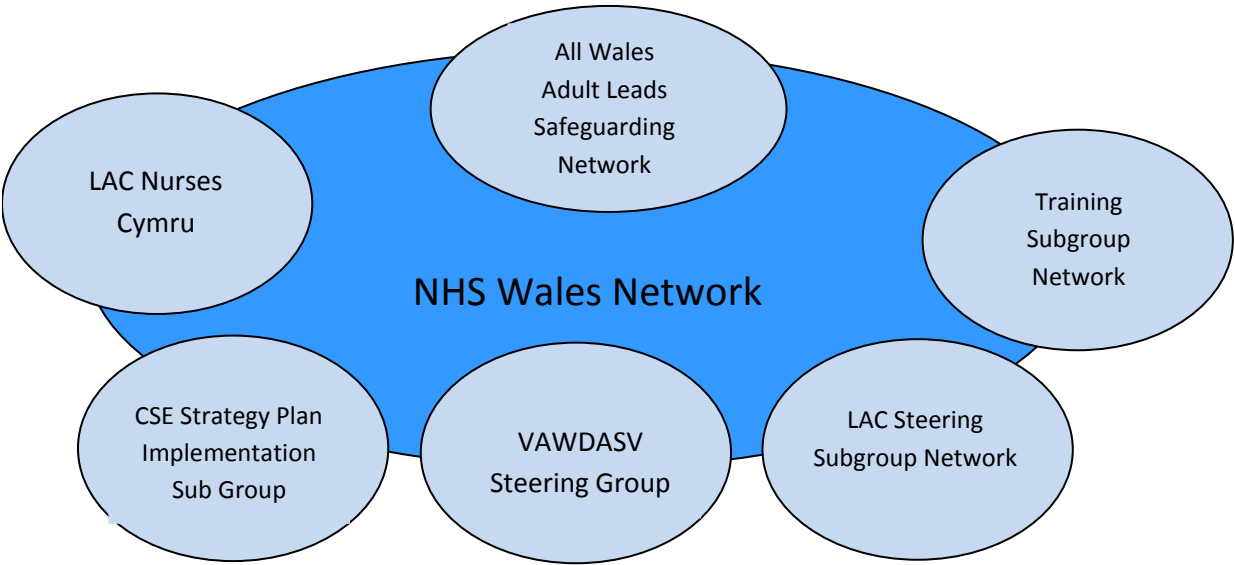 All Wales
Adult Leads
Safeguarding
Network
LAC Nurses
Cymru
Training
Subgroup
Network
NHS Wales Network
CSE Strategy Plan
Implementation
Sub Group
VAWDASV
Steering Group
LAC Steering
Subgroup Network